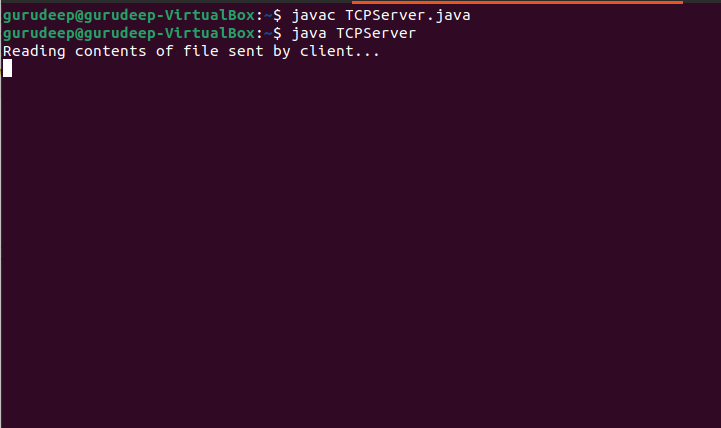 gurudeep@gurudeep-VirtualBox:~$ javac TCPServer.java
gurudeep@gurudeep-VirtualBox:~$ java TCPServer
Reading contents of file sent by client...